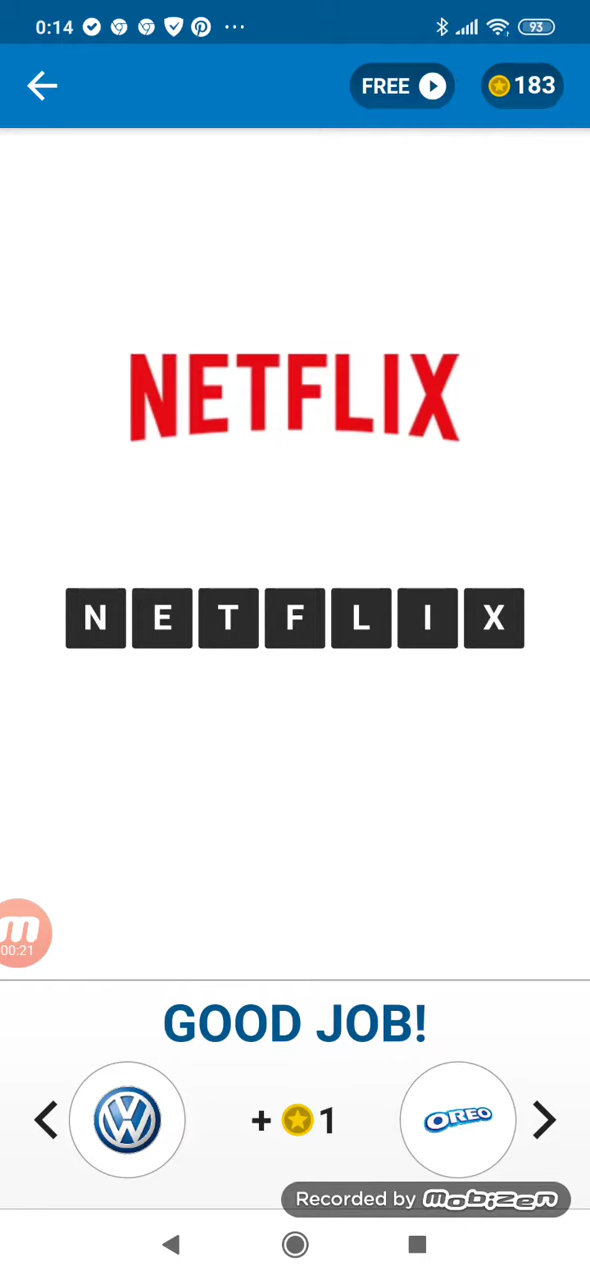 0:14
93
FREE
183
NETFLIX
N E T F L I X
m
00:21
GOOD JOB!
+ 1
OREO
Recorded by mobizen